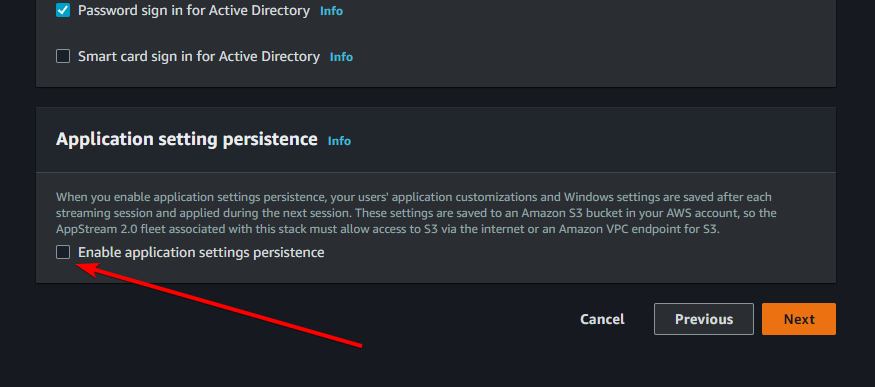 Password sign in for Active Directory Info
Smart card sign in for Active Directory Info
Application setting persistence Info
When you enable application settings persistence, your users' application customizations and Windows settings are saved after each
streaming session and applied during the next session. These settings are saved to an Amazon S3 bucket in your AWS account, so the
AppStream 2.0 fleet associated with this stack must allow access to S3 via the internet or an Amazon VPC endpoint for S3.
Enable application settings persistence
Cancel Previous Next